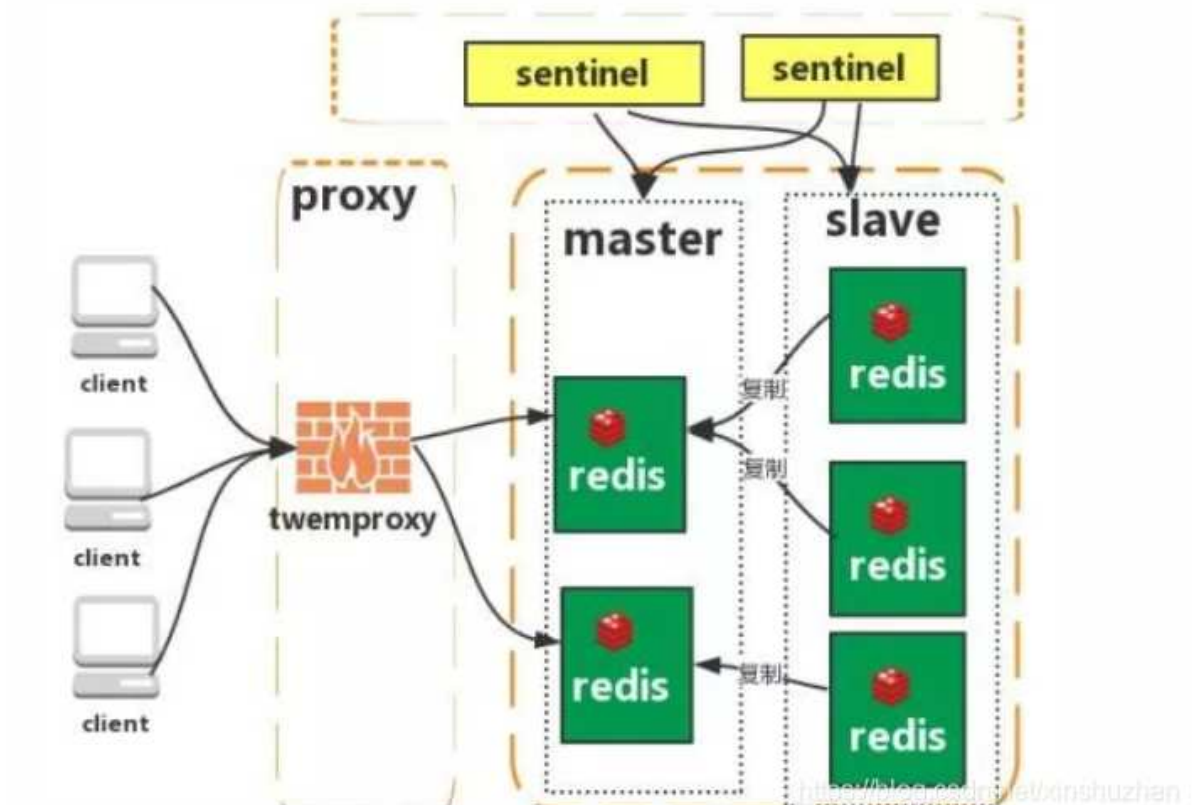 sentinel
sentinel
proxy
master
slave
client
client
client
twemproxy
redis
redis
redis
redis
redis
复制
复制
复制